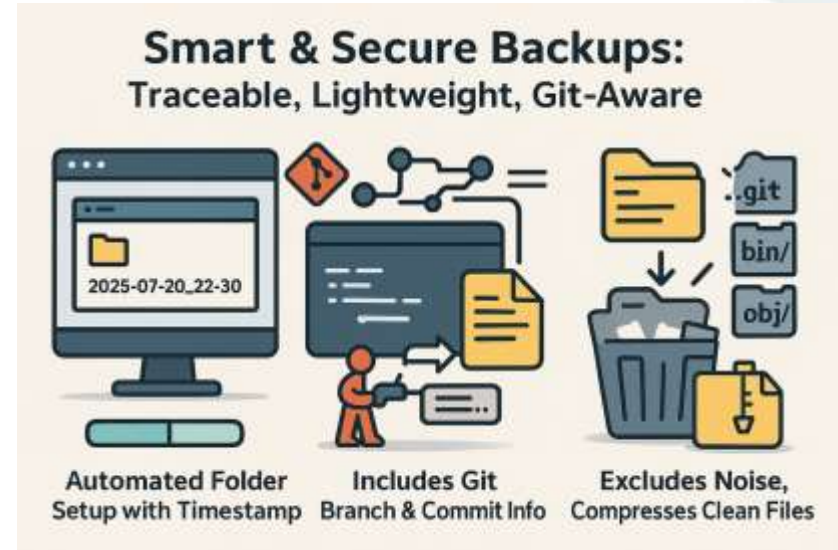 Smart & Secure Backups:
Traceable, Lightweight, Git-Aware
2025-07-20_22-30
.git
bin/
obj/
Automated Folder
Setup with Timestamp
Includes Git
Branch & Commit Info
Excludes Noise,
Compresses Clean Files